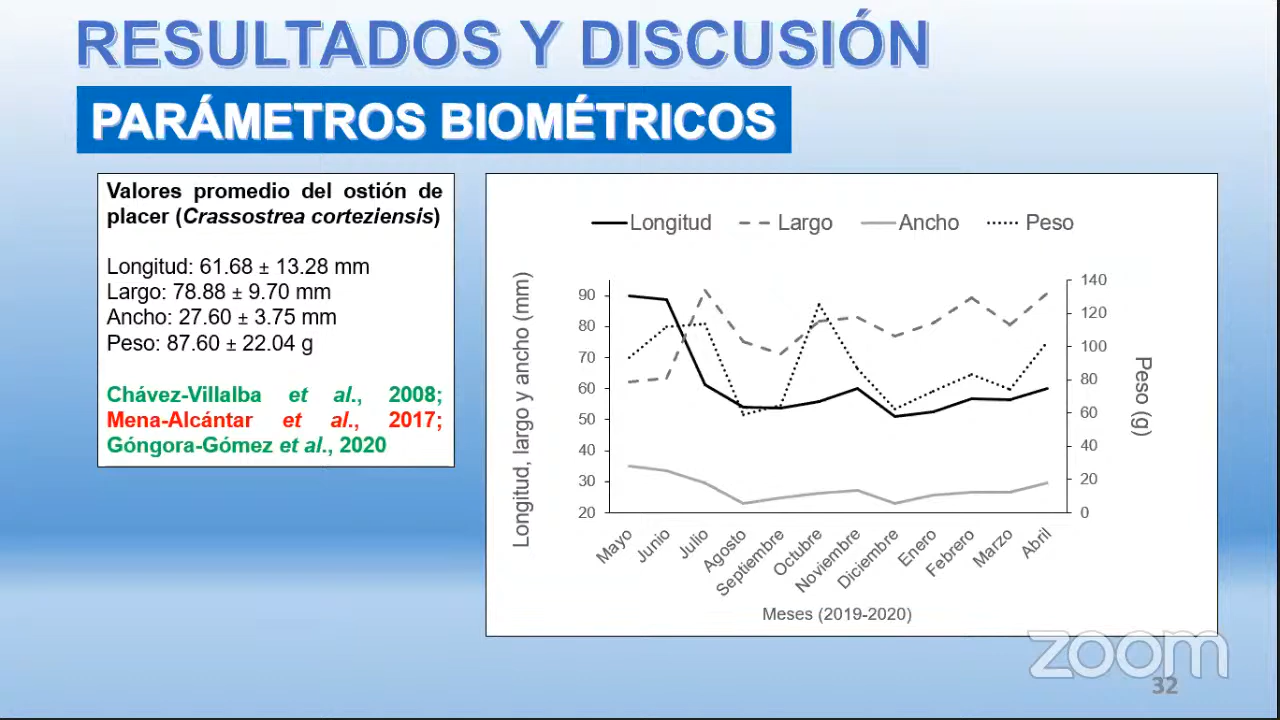 RESULTADOS Y DISCUSIÓN
PARÁMETROS BIOMÉTRICOS
Valores promedio del ostión de
placer (Crassostrea corteziensis)
Longitud: 61.68 ± 13.28 mm
Largo: 78.88 ± 9.70 mm
Ancho: 27.60 ± 3.75 mm
Peso: 87.60 ± 22.04 g
Chávez-Villalba et al., 2008;
Mena-Alcántar et al., 2017;
Góngora-Gómez et al., 2020
Longitud Largo Ancho Peso
Longitud, largo y ancho (mm)
90
80
70
60
50
40
30
20
140
120
100
80
60
40
20
0
Peso (g)
Mayo
Junio
Julio
Agosto
Septiembre
Octubre
Noviembre
Diciembre
Enero
Febrero
Marzo
Abril
Meses (2019-2020)
zoom
32